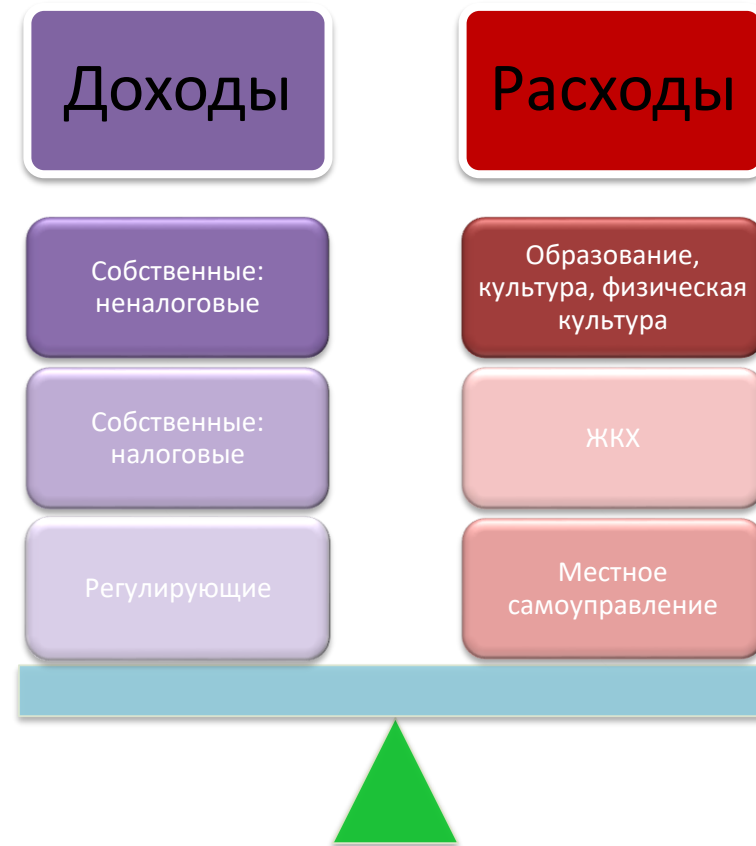 Доходы
Расходы
Собственные:
неналоговые
Образование,
культура, физическая
культура
Собственные:
налоговые
ЖКХ
Регулирующие
Местное
самоуправление